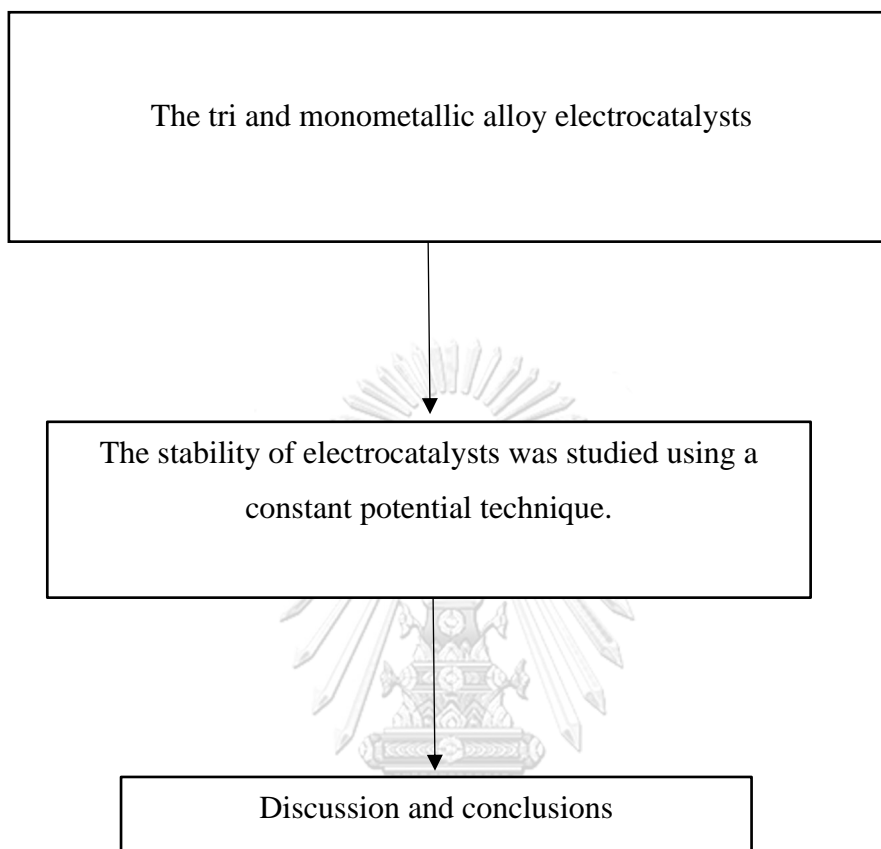 The tri and monometallic alloy electrocatalysts
The stability of electrocatalysts was studied using a
constant potential technique.
Discussion and conclusions